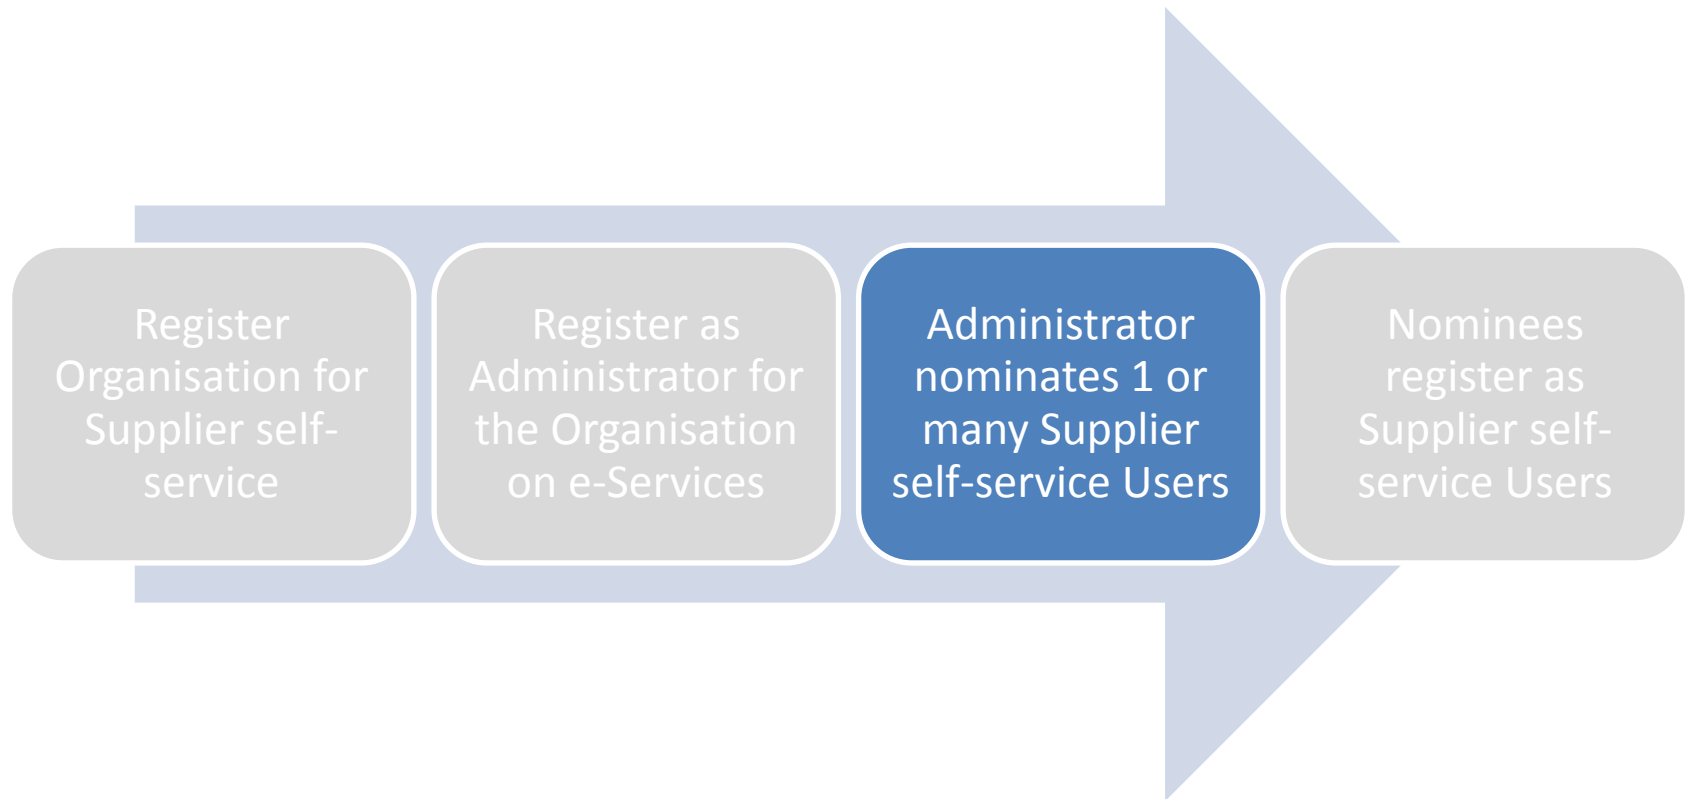 Register
Organisation for
Supplier self-
service
Register as
Administrator for
the Organisation
on e-Services
Administrator
nominates 1 or
many Supplier
self-service Users
Nominees
register as
Supplier self-
service Users